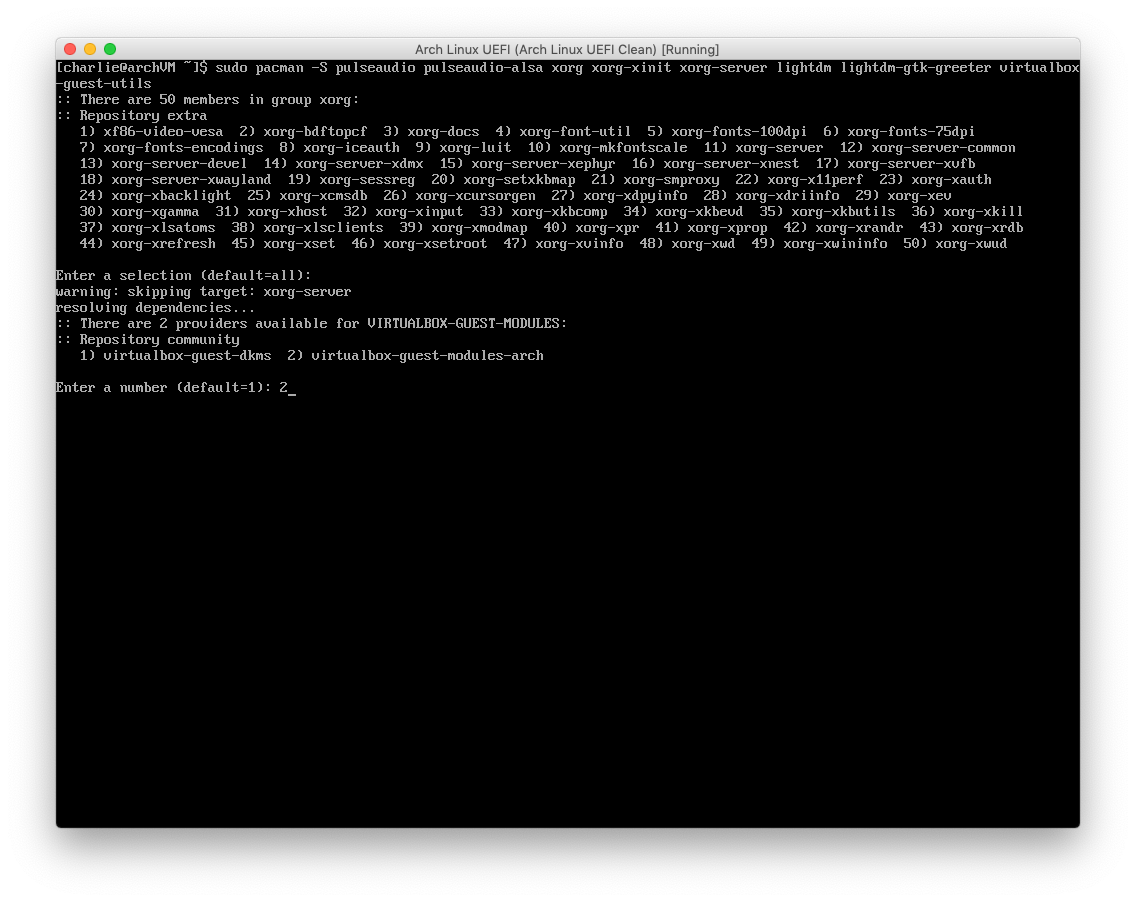 Arch Linux UEFI (Arch Linux UEFI Clean) [Running]
[charlie@archVM ~]$ sudo pacman -S pulseaudio pulseaudio-alsa xorg xorg-xinit xorg-server lightdm lightdm-gtk-greeter virtualbox
-guest-utils
:: There are 50 members in group xorg:
:: Repository extra
   1) xf86-video-vesa  2) xorg-bdftopcf  3) xorg-docs  4) xorg-font-util  5) xorg-fonts-100dpi  6) xorg-fonts-75dpi
   7) xorg-fonts-encodings  8) xorg-iceauth  9) xorg-luit  10) xorg-mkfontscale  11) xorg-server  12) xorg-server-common
   13) xorg-server-devel  14) xorg-server-xdmx  15) xorg-server-xephyr  16) xorg-server-xnest  17) xorg-server-xvfb
   18) xorg-server-xwayland  19) xorg-sessreg  20) xorg-setxkbmap  21) xorg-smproxy  22) xorg-x11perf  23) xorg-xauth
   24) xorg-xbacklight  25) xorg-xcmsdb  26) xorg-xcursorgen  27) xorg-xdpyinfo  28) xorg-xdriinfo  29) xorg-xev
   30) xorg-xgamma  31) xorg-xhost  32) xorg-xinput  33) xorg-xkbcomp  34) xorg-xkbevd  35) xorg-xkbutils  36) xorg-xkill
   37) xorg-xlsatoms  38) xorg-xlsclients  39) xorg-xmodmap  40) xorg-xpr  41) xorg-xprop  42) xorg-xrandr  43) xorg-xrdb
   44) xorg-xrefresh  45) xorg-xset  46) xorg-xsetroot  47) xorg-xvinfo  48) xorg-xwd  49) xorg-xwininfo  50) xorg-xwud
Enter a selection (default=all):
warning: skipping target: xorg-server
resolving dependencies...
:: There are 2 providers available for VIRTUALBOX-GUEST-MODULES:
:: Repository community
   1) virtualbox-guest-dkms  2) virtualbox-guest-modules-arch
Enter a number (default=1): 2_